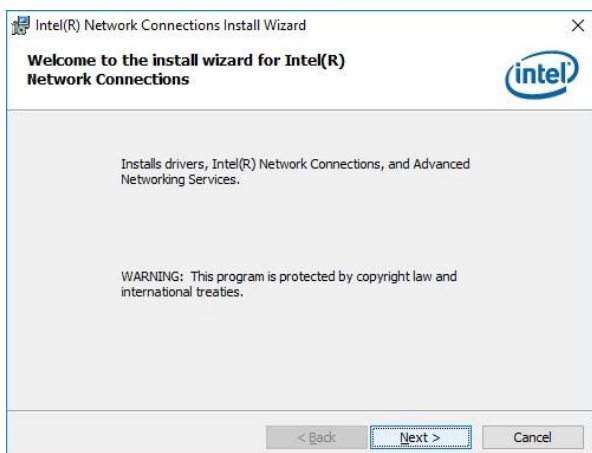 Intel(R) Network Connections Install Wizard
Welcome to the install wizard for Intel(R)
Network Connections
intel
Installs drivers, Intel(R) Network Connections, and Advanced
Networking Services.
WARNING: This program is protected by copyright law and
international treaties.
< Back
Next >
Cancel